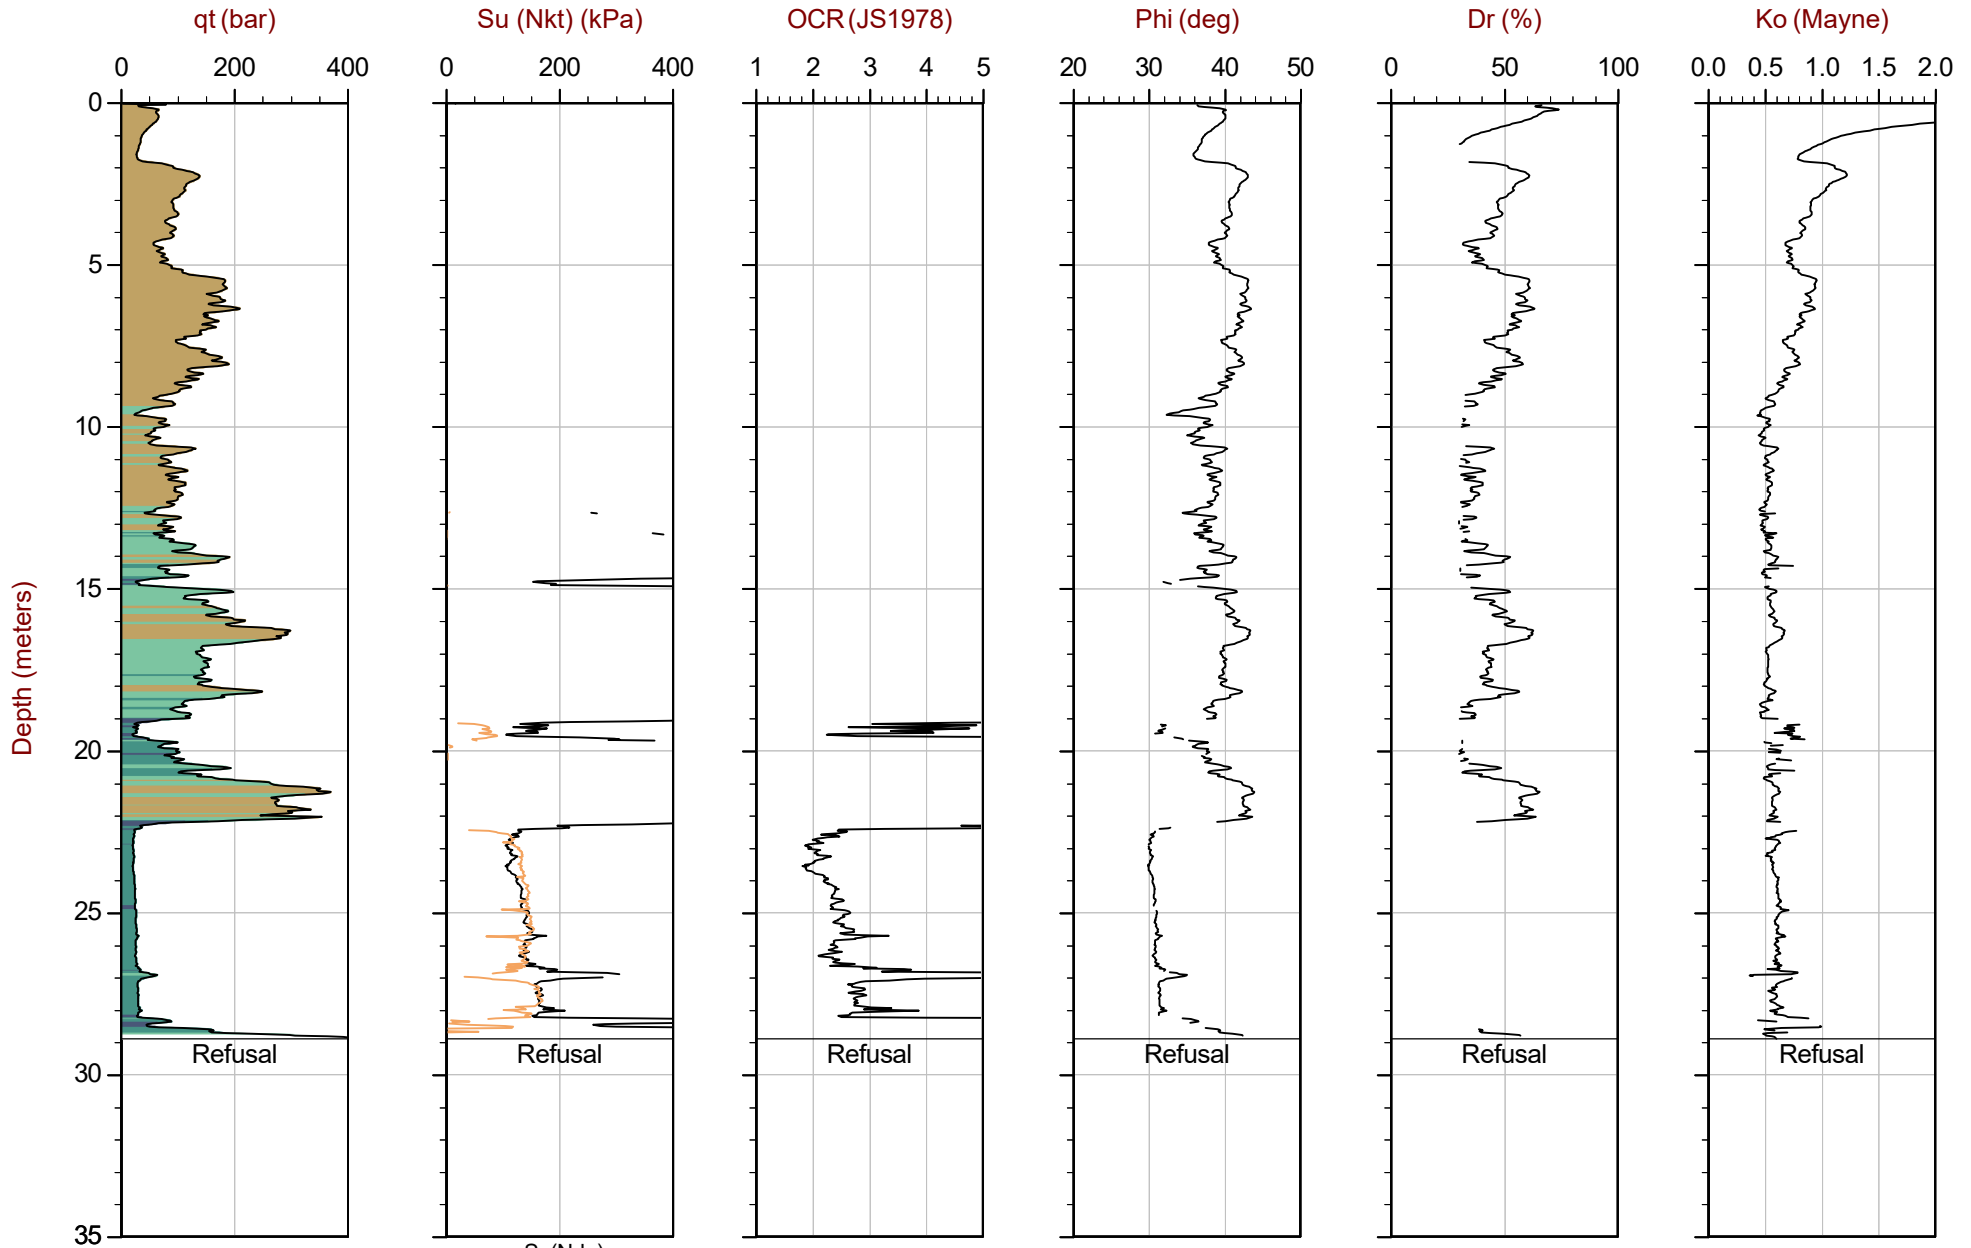 qt (bar) Su (Nkt) (kPa) OCR (JS1978) Phi (deg) Dr (%) Ko (Mayne)
0 200 400 0 200 400 1 2 3 4 5 20 30 40 50 0 50 100 0.0 0.5 1.0 1.5 2.0
0
5
10
15
Depth (meters)
20
25
Refusal Refusal Refusal Refusal Refusal Refusal
30
35